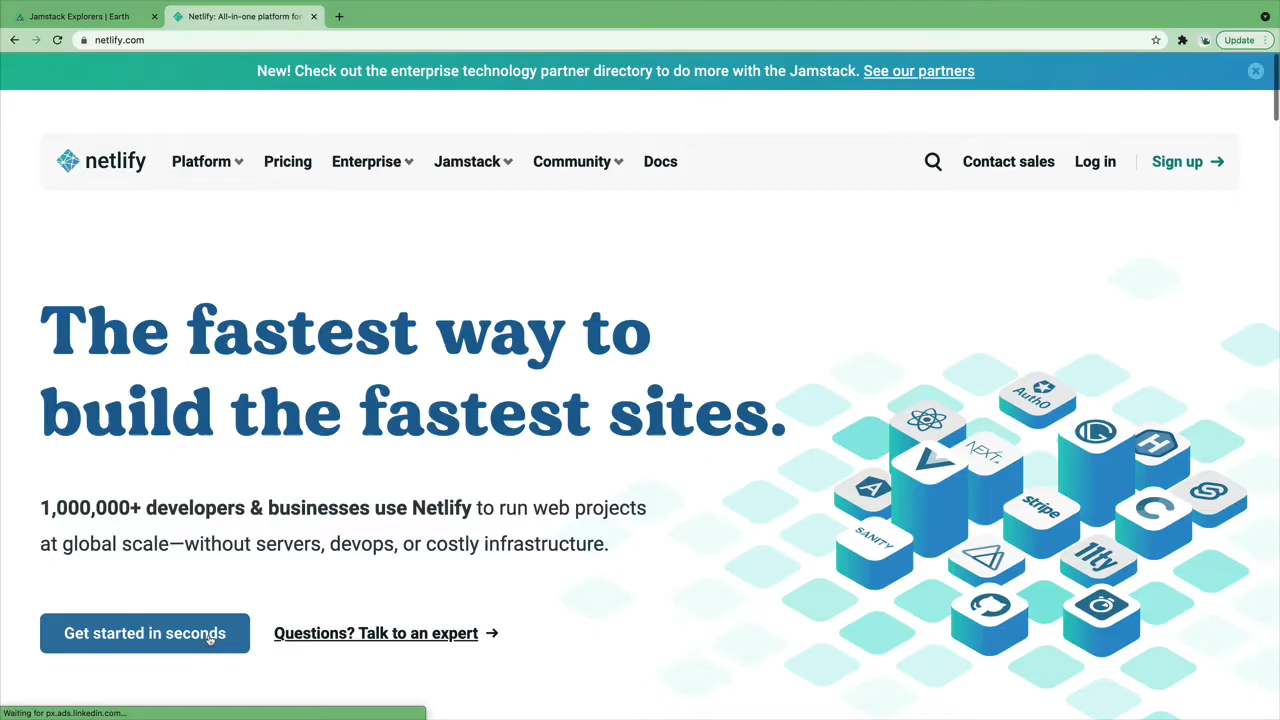 Jamstack Explorers | Earth
Netlify: All-in-one platform for
netlify.com
Update
New! Check out the enterprise technology partner directory to do more with the Jamstack. See our partners
netlify
Platform
Pricing
Enterprise
Jamstack
Community
Docs
Contact sales
Log in
Sign up →
The fastest way to
build the fastest sites.
1,000,000+ developers & businesses use Netlify to run web projects
at global scale—without servers, devops, or costly infrastructure.
Get started in seconds
Questions? Talk to an expert →
Auth0
NEXT.
stripe
SANITY
11ty
Waiting for px.ads.linkedin.com...